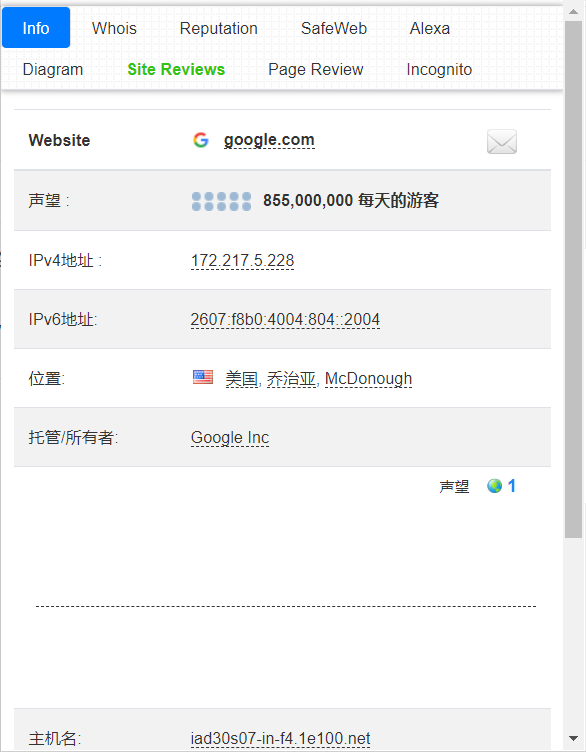 Info Whois Reputation SafeWeb Alexa
Diagram Site Reviews Page Review Incognito
Website google.com
声望 : 855,000,000 每天的游客
IPv4地址 : 172.217.5.228
IPv6地址: 2607:f8b0:4004:804::2004
位置: 美国, 乔治亚, McDonough
托管/所有者: Google Inc
声望 1
主机名: iad30s07-in-f4.1e100.net